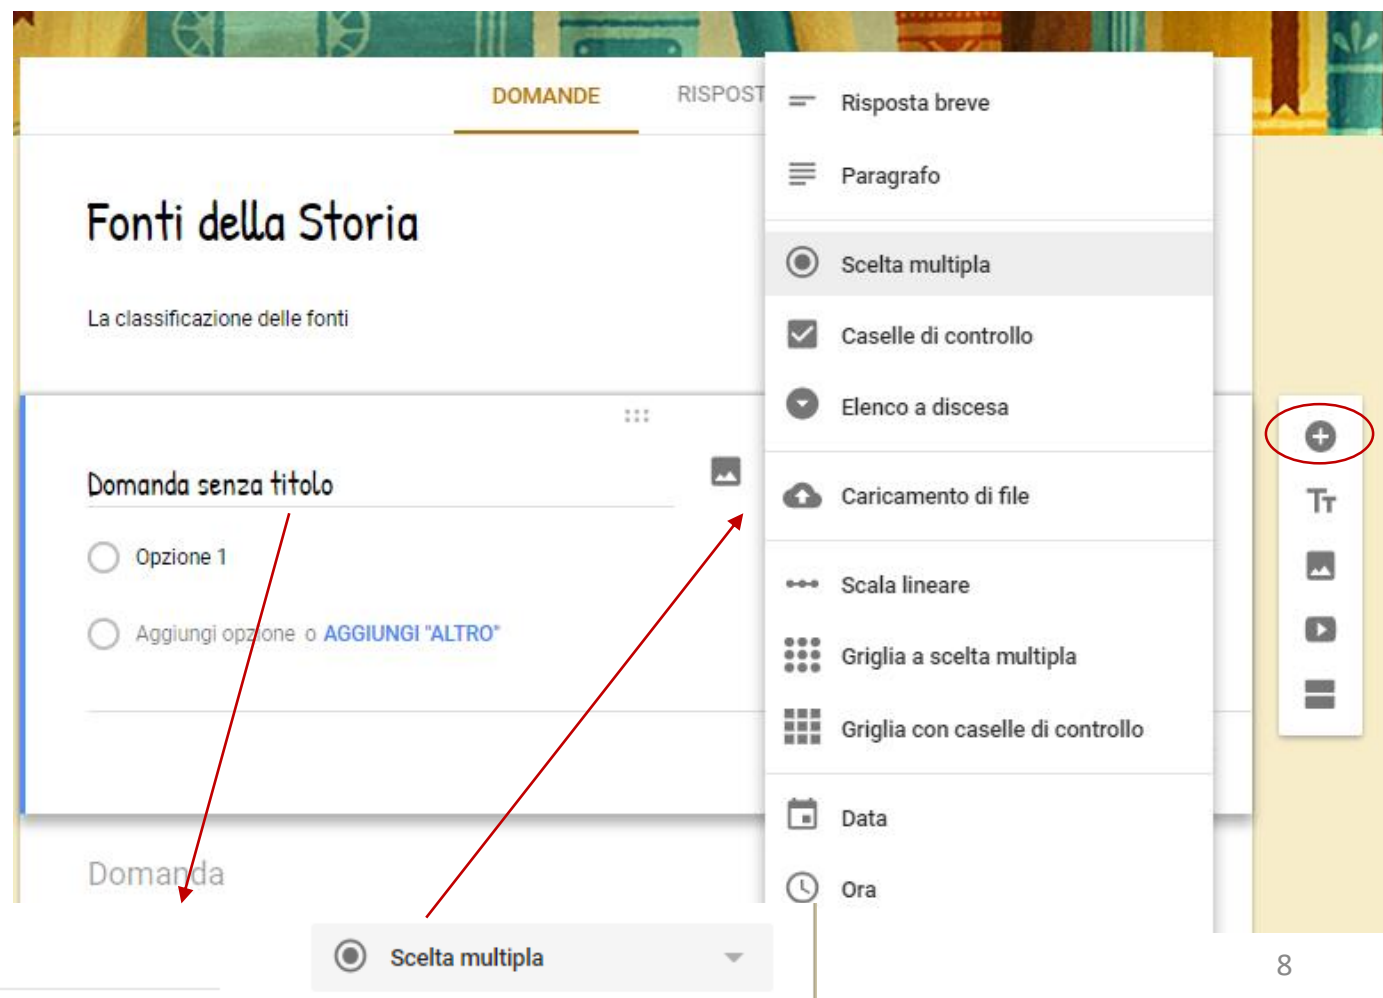 DOMANDE
RISPOST
Fonti della Storia
La classificazione delle fonti
Domanda senza titolo
Opzione 1
Aggiungi opzione o AGGIUNGI "ALTRO"
Domanda
Risposta breve
Paragrafo
Scelta multipla
Caselle di controllo
Elenco a discesa
Caricamento di file
Scala lineare
Griglia a scelta multipla
Griglia con caselle di controllo
Data
Ora
Tт
Scelta multipla
8